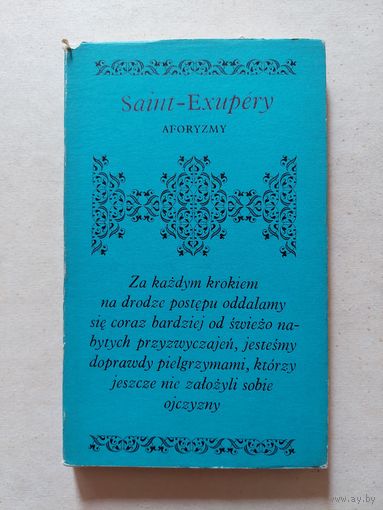 Saint-Exupéry
AFORYZMY
Za każdym krokiem
na drodze postępu oddalamy
się coraz bardziej od świeżo na-
bytych przyzwyczajeń, jesteśmy
doprawdy pielgrzymami, którzy
jeszcze nie założyli sobie
ojczyzny
www.ay.by